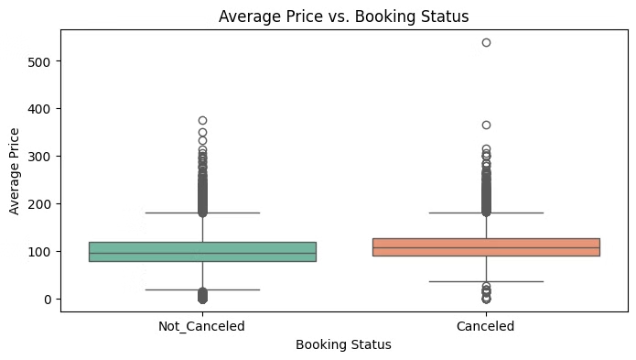 Average Price vs. Booking Status
500
400
300
200
100
0
Average Price
Not_Canceled
Canceled
Booking Status